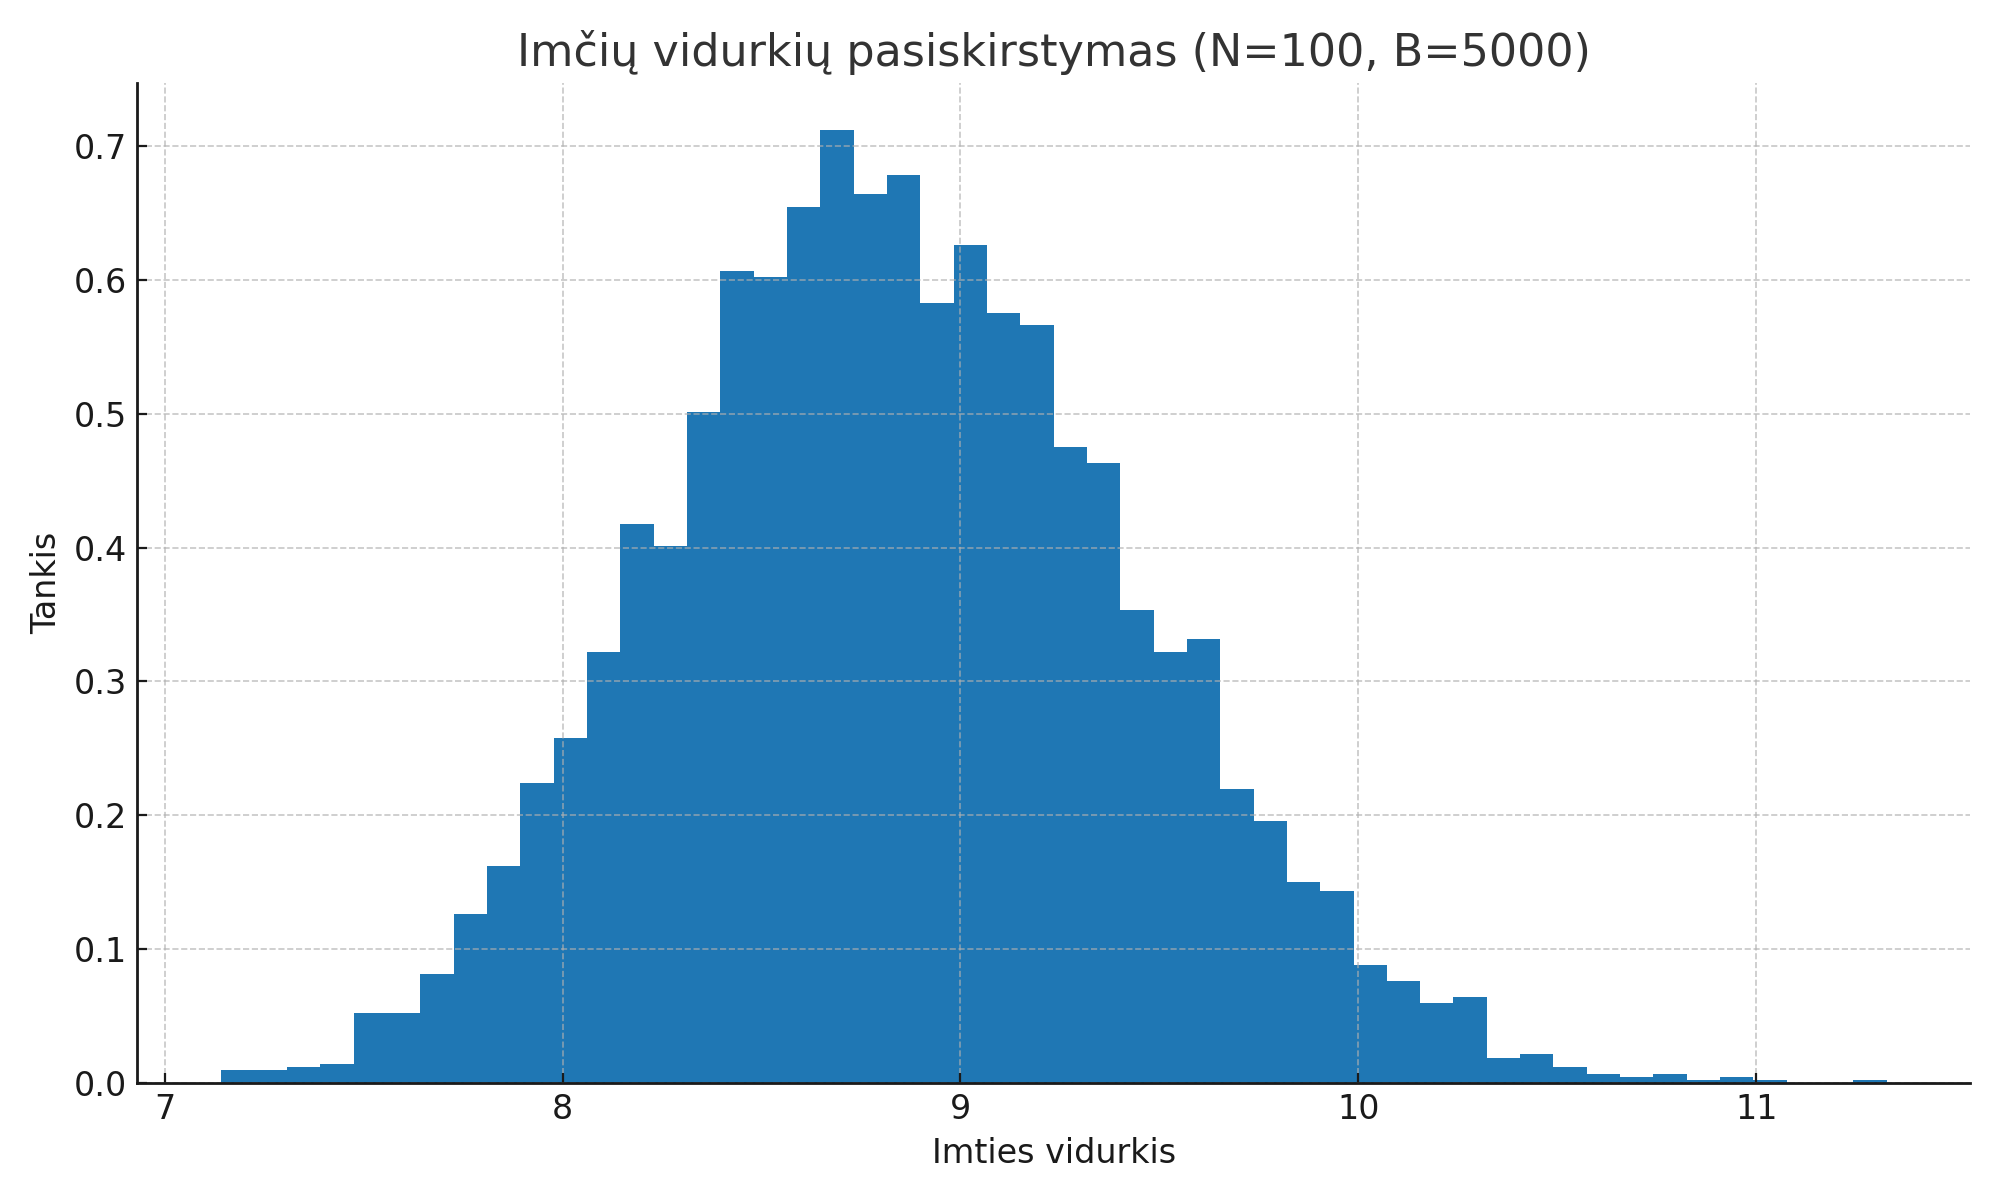 Imčių vidurkių pasiskirstymas (N=100, B=5000)
Tankis
0.7
0.6
0.5
0.4
0.3
0.2
0.1
0.0
7 8 9 10 11
Imties vidurkis